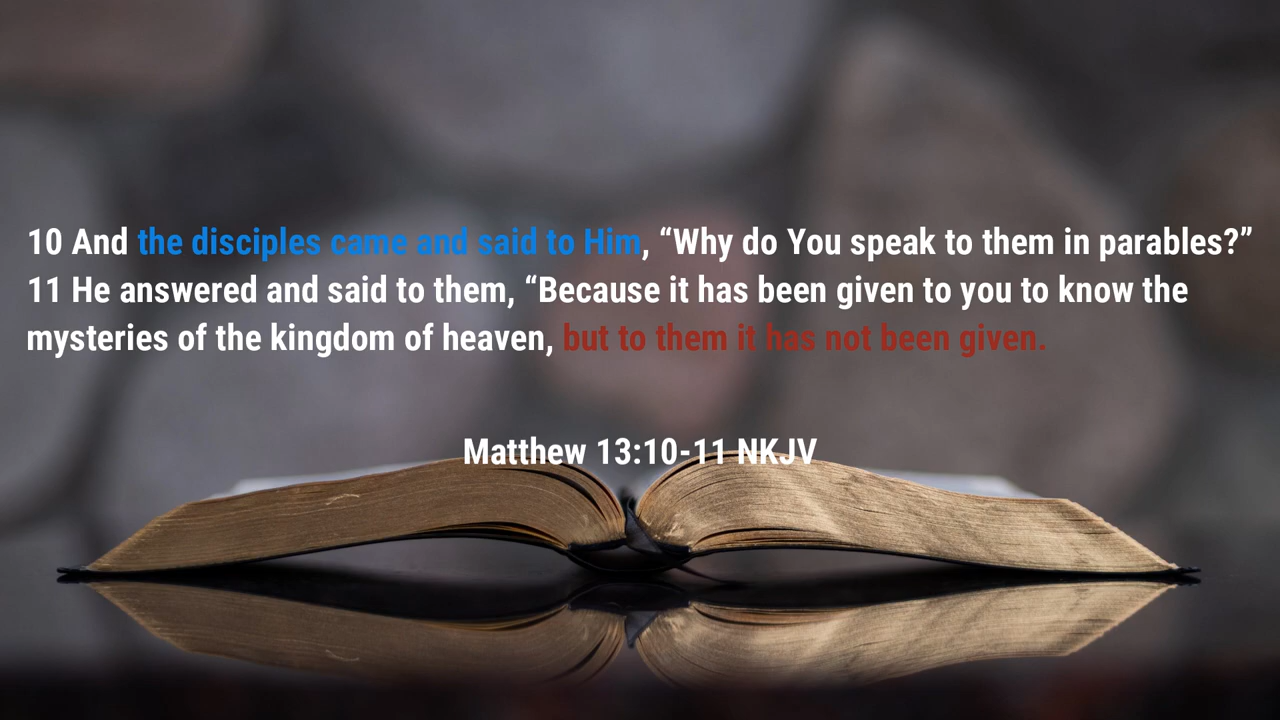 10 And the disciples came and said to Him, “Why do You speak to them in parables?”
11 He answered and said to them, “Because it has been given to you to know the
mysteries of the kingdom of heaven, but to them it has not been given.
Matthew 13:10-11 NKJV